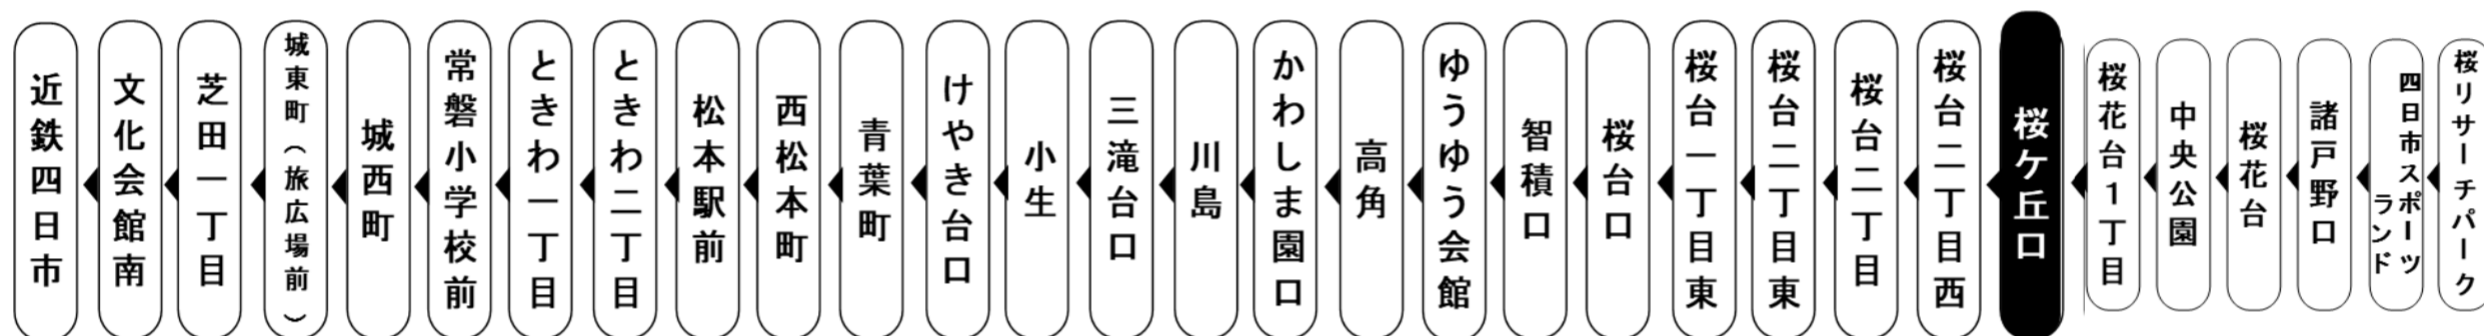 桜リサーチパーク
四日市スポーツ
ランド
諸戸野口
桜花台
中央公園
桜花台1丁目
桜ケ丘口
桜台二丁目西
桜台二丁目
桜台二丁目東
桜台一丁目東
桜台口
智積口
ゆうゆう会館
高角
かわしま園口
川島
三滝台口
小生
けやき台口
青葉町
西松本町
松本駅前
ときわ二丁目
ときわ一丁目
常磐小学校前
城西町
城東町(旅広場前)
芝田一丁目
文化会館南
近鉄四日市